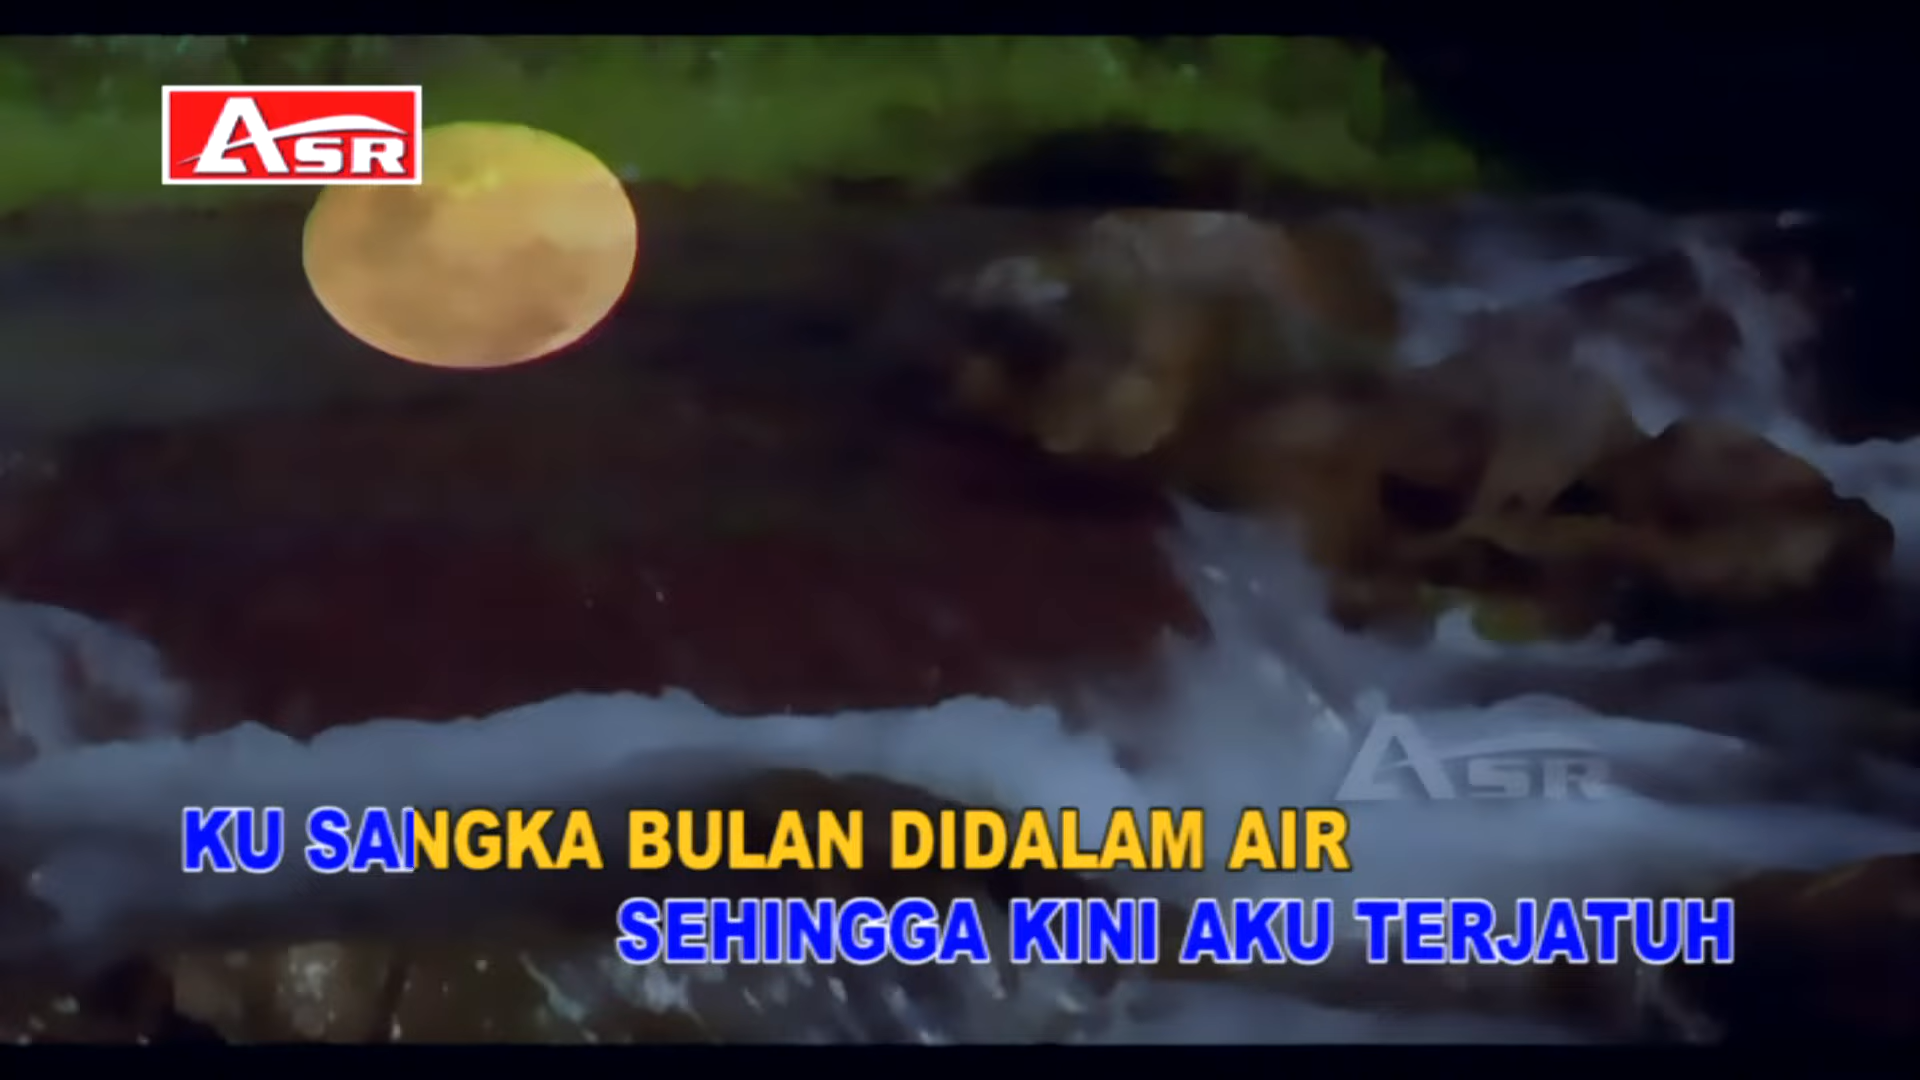 ASR
ASR
KU SANGKA BULAN DIDALAM AIR
SEHINGGA KINI AKU TERJATUH